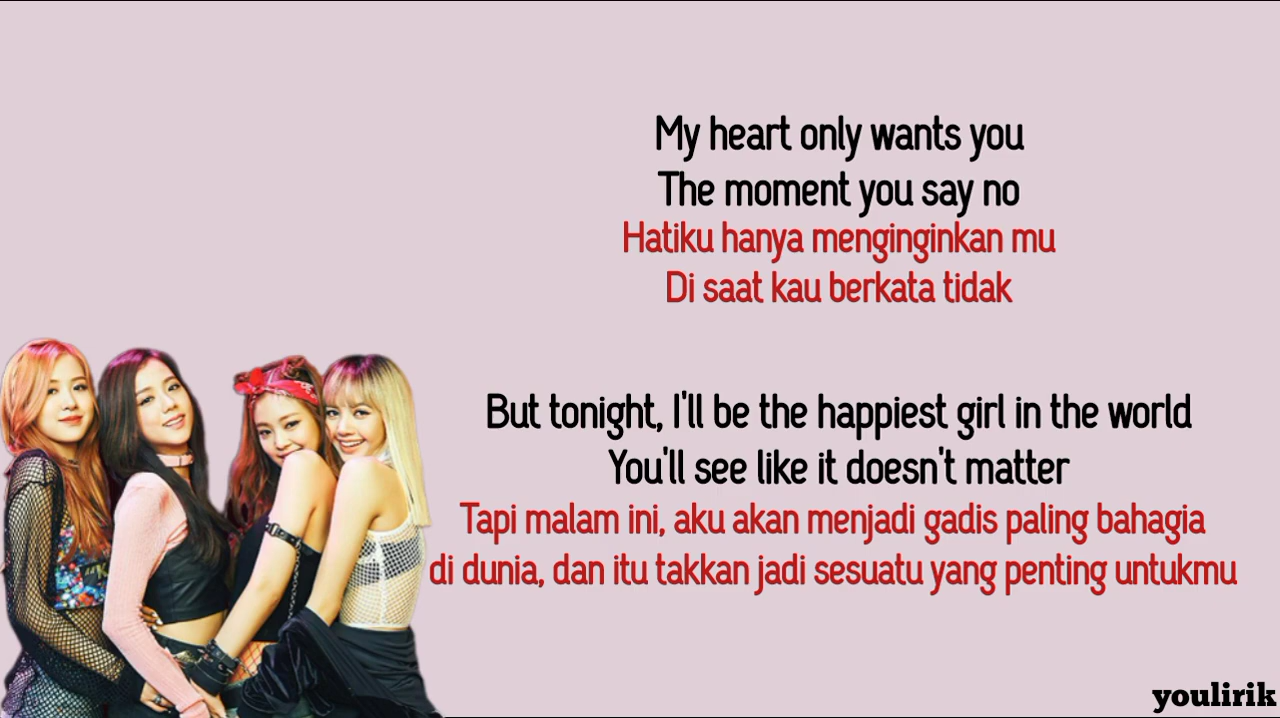 My heart only wants you
The moment you say no
Hatiku hanya menginginkan mu
Di saat kau berkata tidak
But tonight, I'll be the happiest girl in the world
You'll see like it doesn't matter
Tapi malam ini, aku akan menjadi gadis paling bahagia
di dunia, dan itu takkan jadi sesuatu yang penting untukmu
youlirik